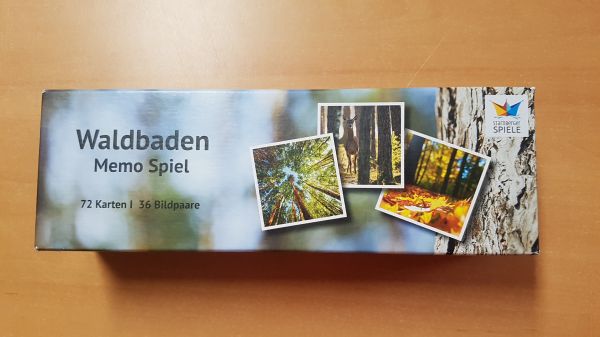 Waldbaden
Memo Spiel
72 Karten I 36 Bildpaare
starnberger
SPIELE